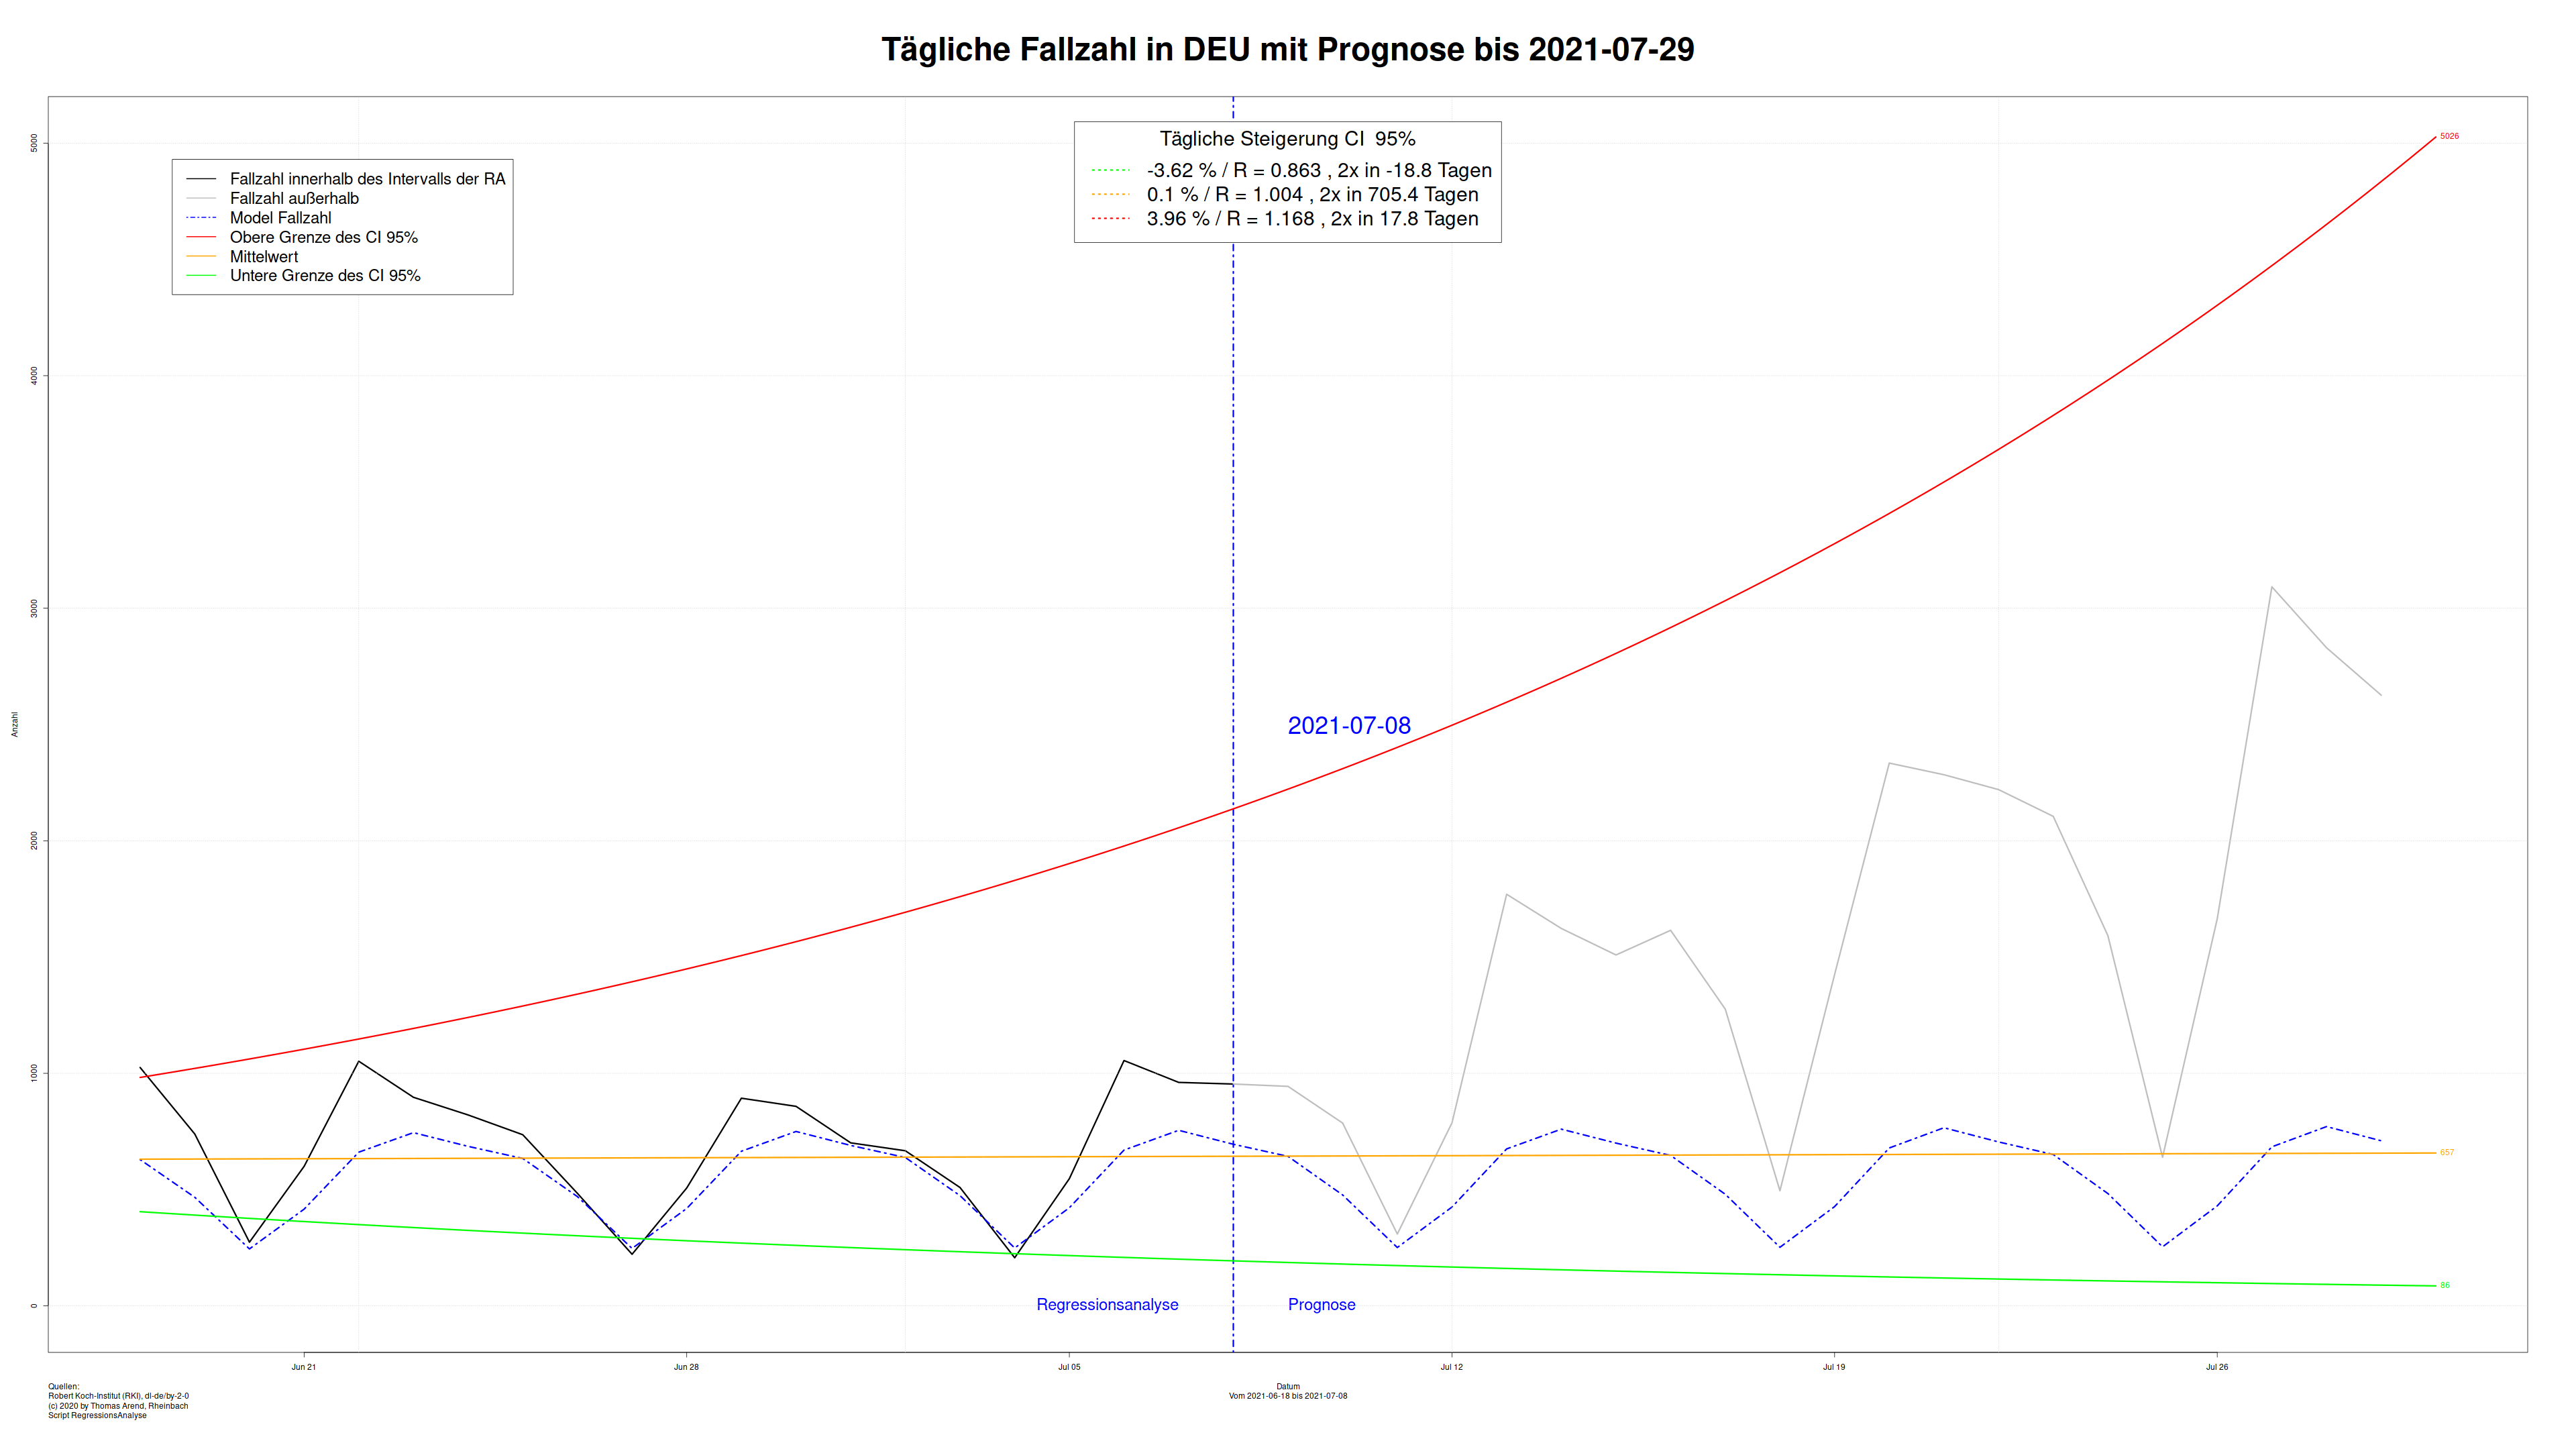 Tägliche Fallzahl in DEU mit Prognose bis 2021-07-29
Tägliche Steigerung CI  95%
-3.62 % / R = 0.863 , 2x in -18.8 Tagen
0.1 % / R = 1.004 , 2x in 705.4 Tagen
3.96 % / R = 1.168 , 2x in 17.8 Tagen
Fallzahl innerhalb des Intervalls der RA
Fallzahl außerhalb
Model Fallzahl
Obere Grenze des CI 95%
Mittelwert
Untere Grenze des CI 95%
5026
657
86
2021-07-08
Regressionsanalyse
Prognose
Anzahl
5000
4000
3000
2000
1000
0
Jun 21
Jun 28
Jul 05
Jul 12
Jul 19
Jul 26
Datum
Vom 2021-06-18 bis 2021-07-08
Quellen:
Robert Koch-Institut (RKI), dl-de/by-2-0
(c) 2020 by Thomas Arend, Rheinbach
Script RegressionsAnalyse